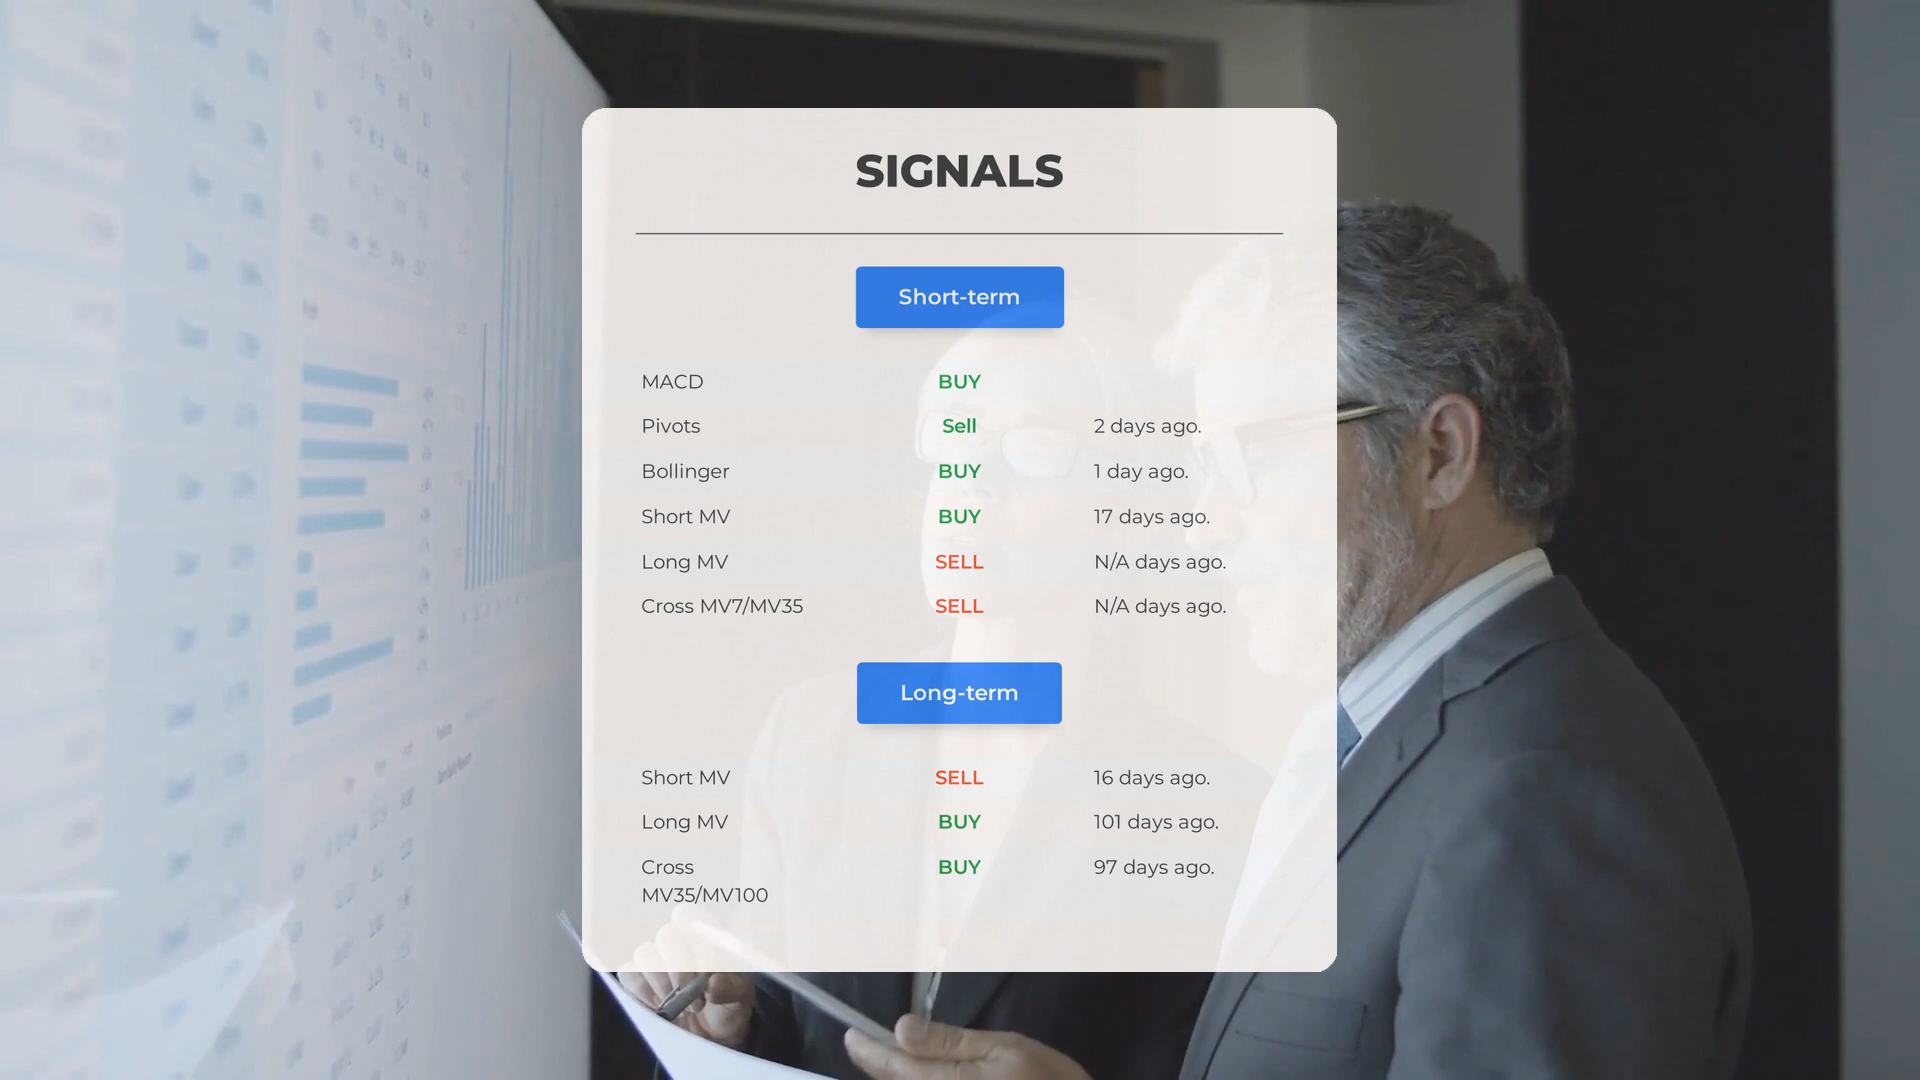 SIGNALS
Short-term
MACD BUY
Pivots Sell 2 days ago.
Bollinger BUY 1 day ago.
Short MV BUY 17 days ago.
Long MV SELL N/A days ago.
Cross MV7/MV35 SELL N/A days ago.
Long-term
Short MV SELL 16 days ago.
Long MV BUY 101 days ago.
Cross BUY 97 days ago.
MV35/MV100